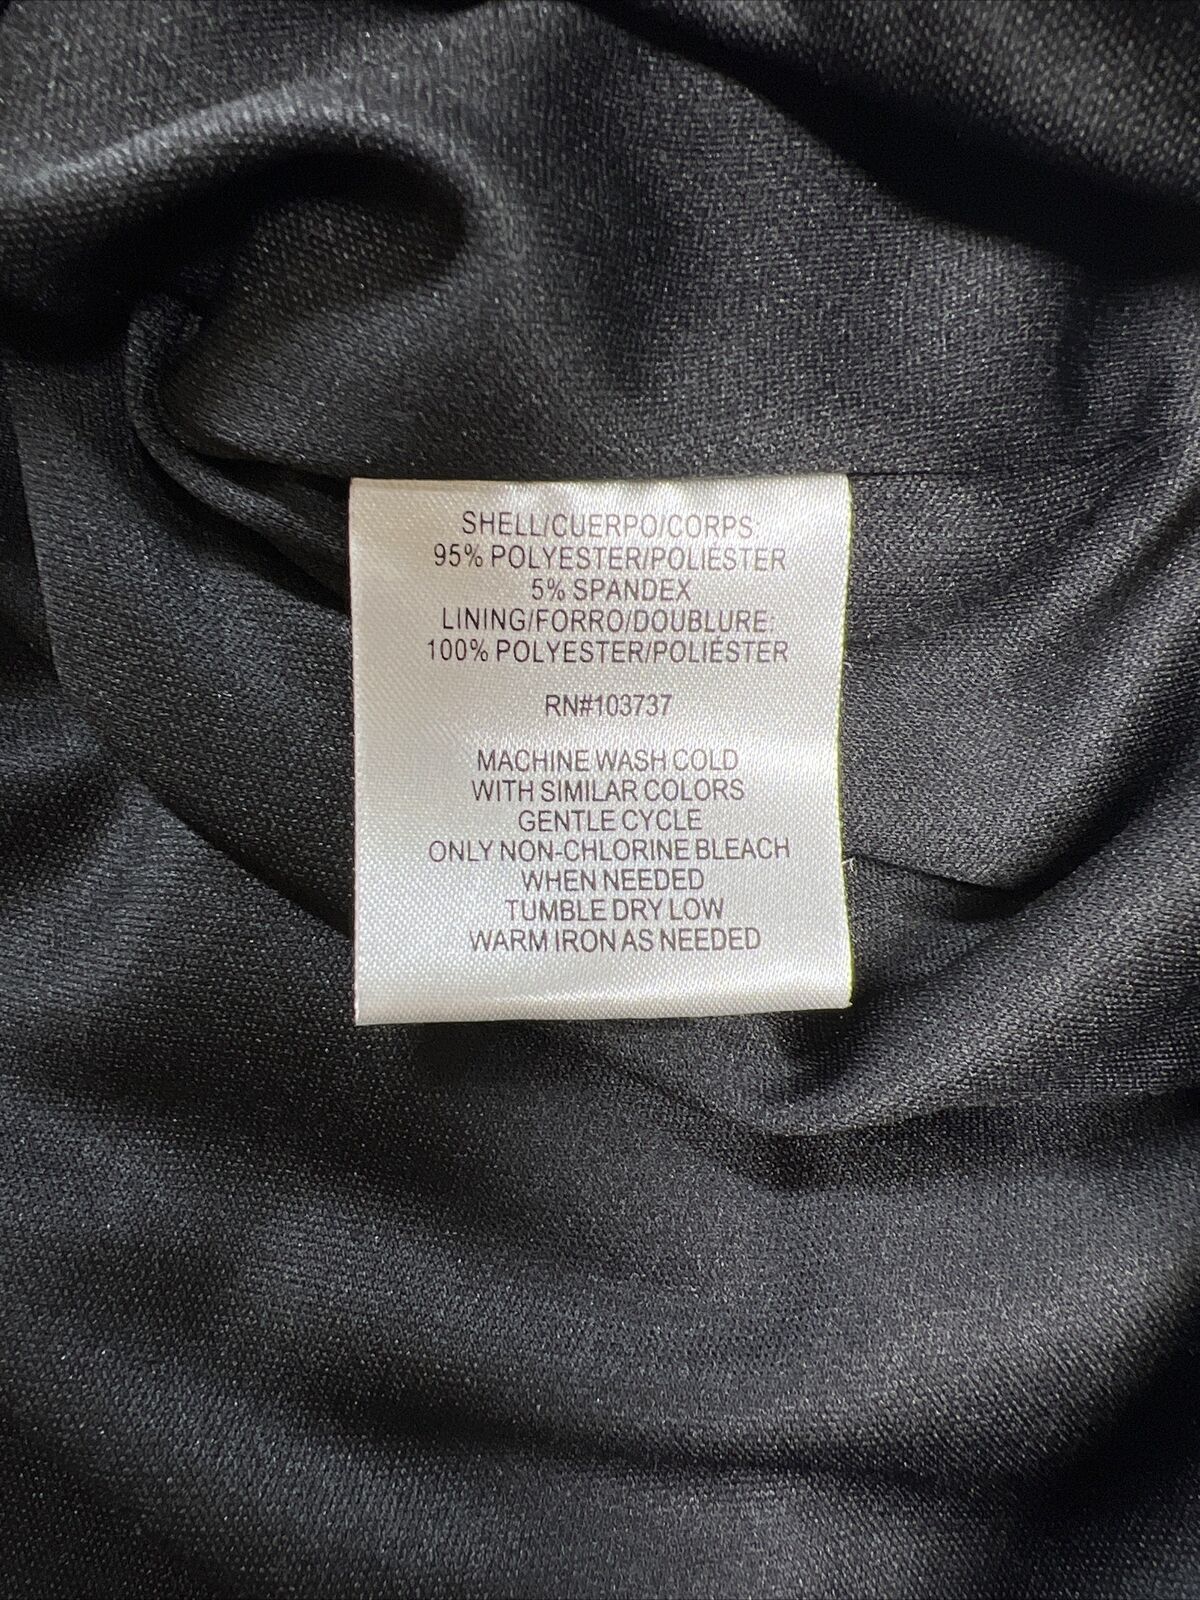 SHELL/CUERPO/CORPS:
95% POLYESTER/POLIESTER
5% SPANDEX
LINING/FORRO/DOUBLURE:
100% POLYESTER/POLIÉSTER
RN#103737
MACHINE WASH COLD
WITH SIMILAR COLORS
GENTLE CYCLE
ONLY NON-CHLORINE BLEACH
WHEN NEEDED
TUMBLE DRY LOW
WARM IRON AS NEEDED